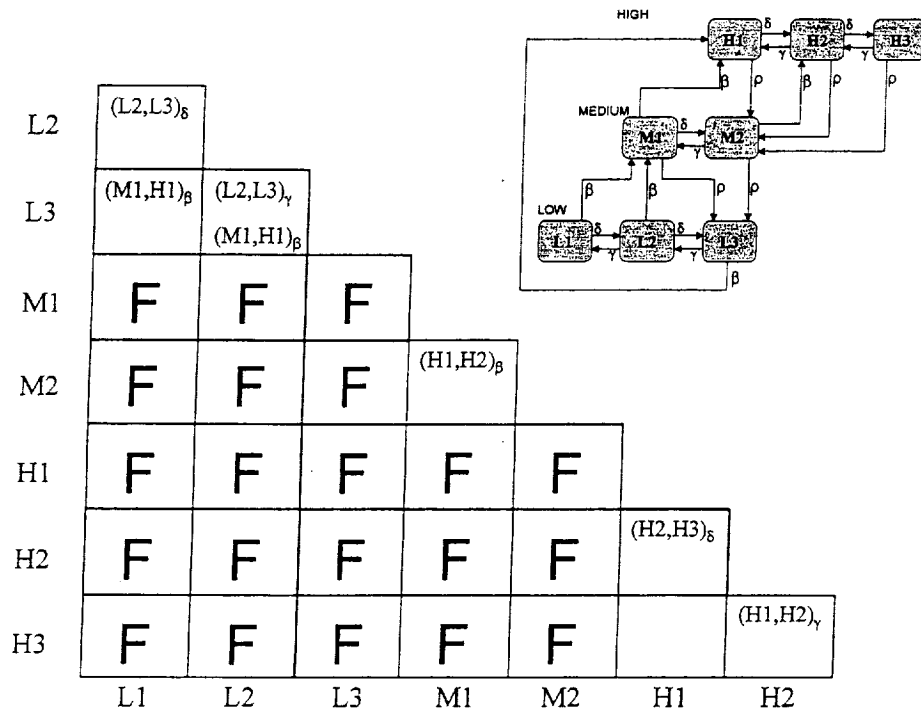 HIGH
H1 δ H2 δ H3
γ γ
β ρ β ρ ρ
MEDIUM
M1 δ M2
γ
β β ρ ρ
LOW
L1 δ L2 δ L3
γ γ
β
L2 (L2,L3)δ
L3 (M1,H1)β (L2,L3)γ
(M1,H1)β
M1 F F F
M2 F F F (H1,H2)β
H1 F F F F F
H2 F F F F F (H2,H3)δ
H3 F F F F F (H1,H2)γ
L1 L2 L3 M1 M2 H1 H2